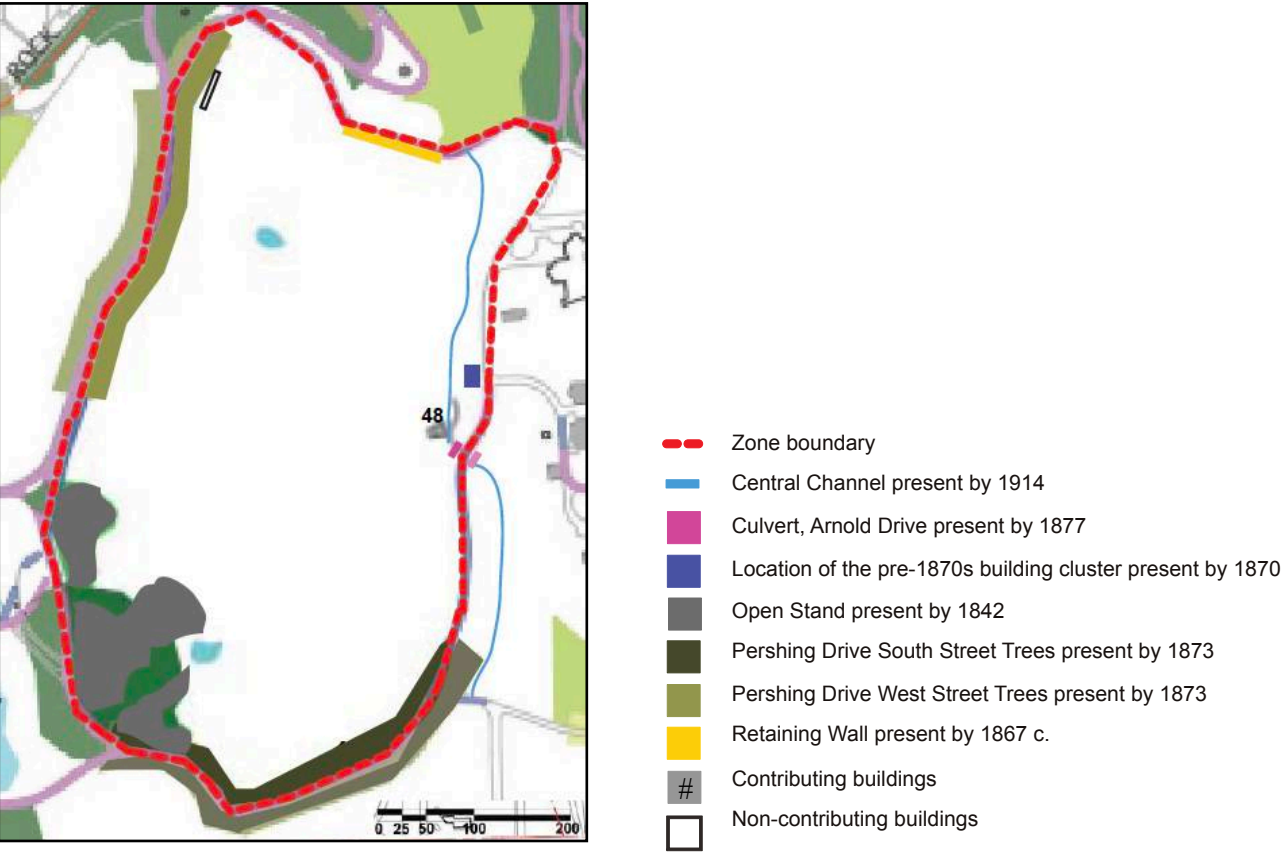 ROCK
48
0 25 50 100 200
Zone boundary
Central Channel present by 1914
Culvert, Arnold Drive present by 1877
Location of the pre-1870s building cluster present by 1870
Open Stand present by 1842
Pershing Drive South Street Trees present by 1873
Pershing Drive West Street Trees present by 1873
Retaining Wall present by 1867 c.
# Contributing buildings
Non-contributing buildings